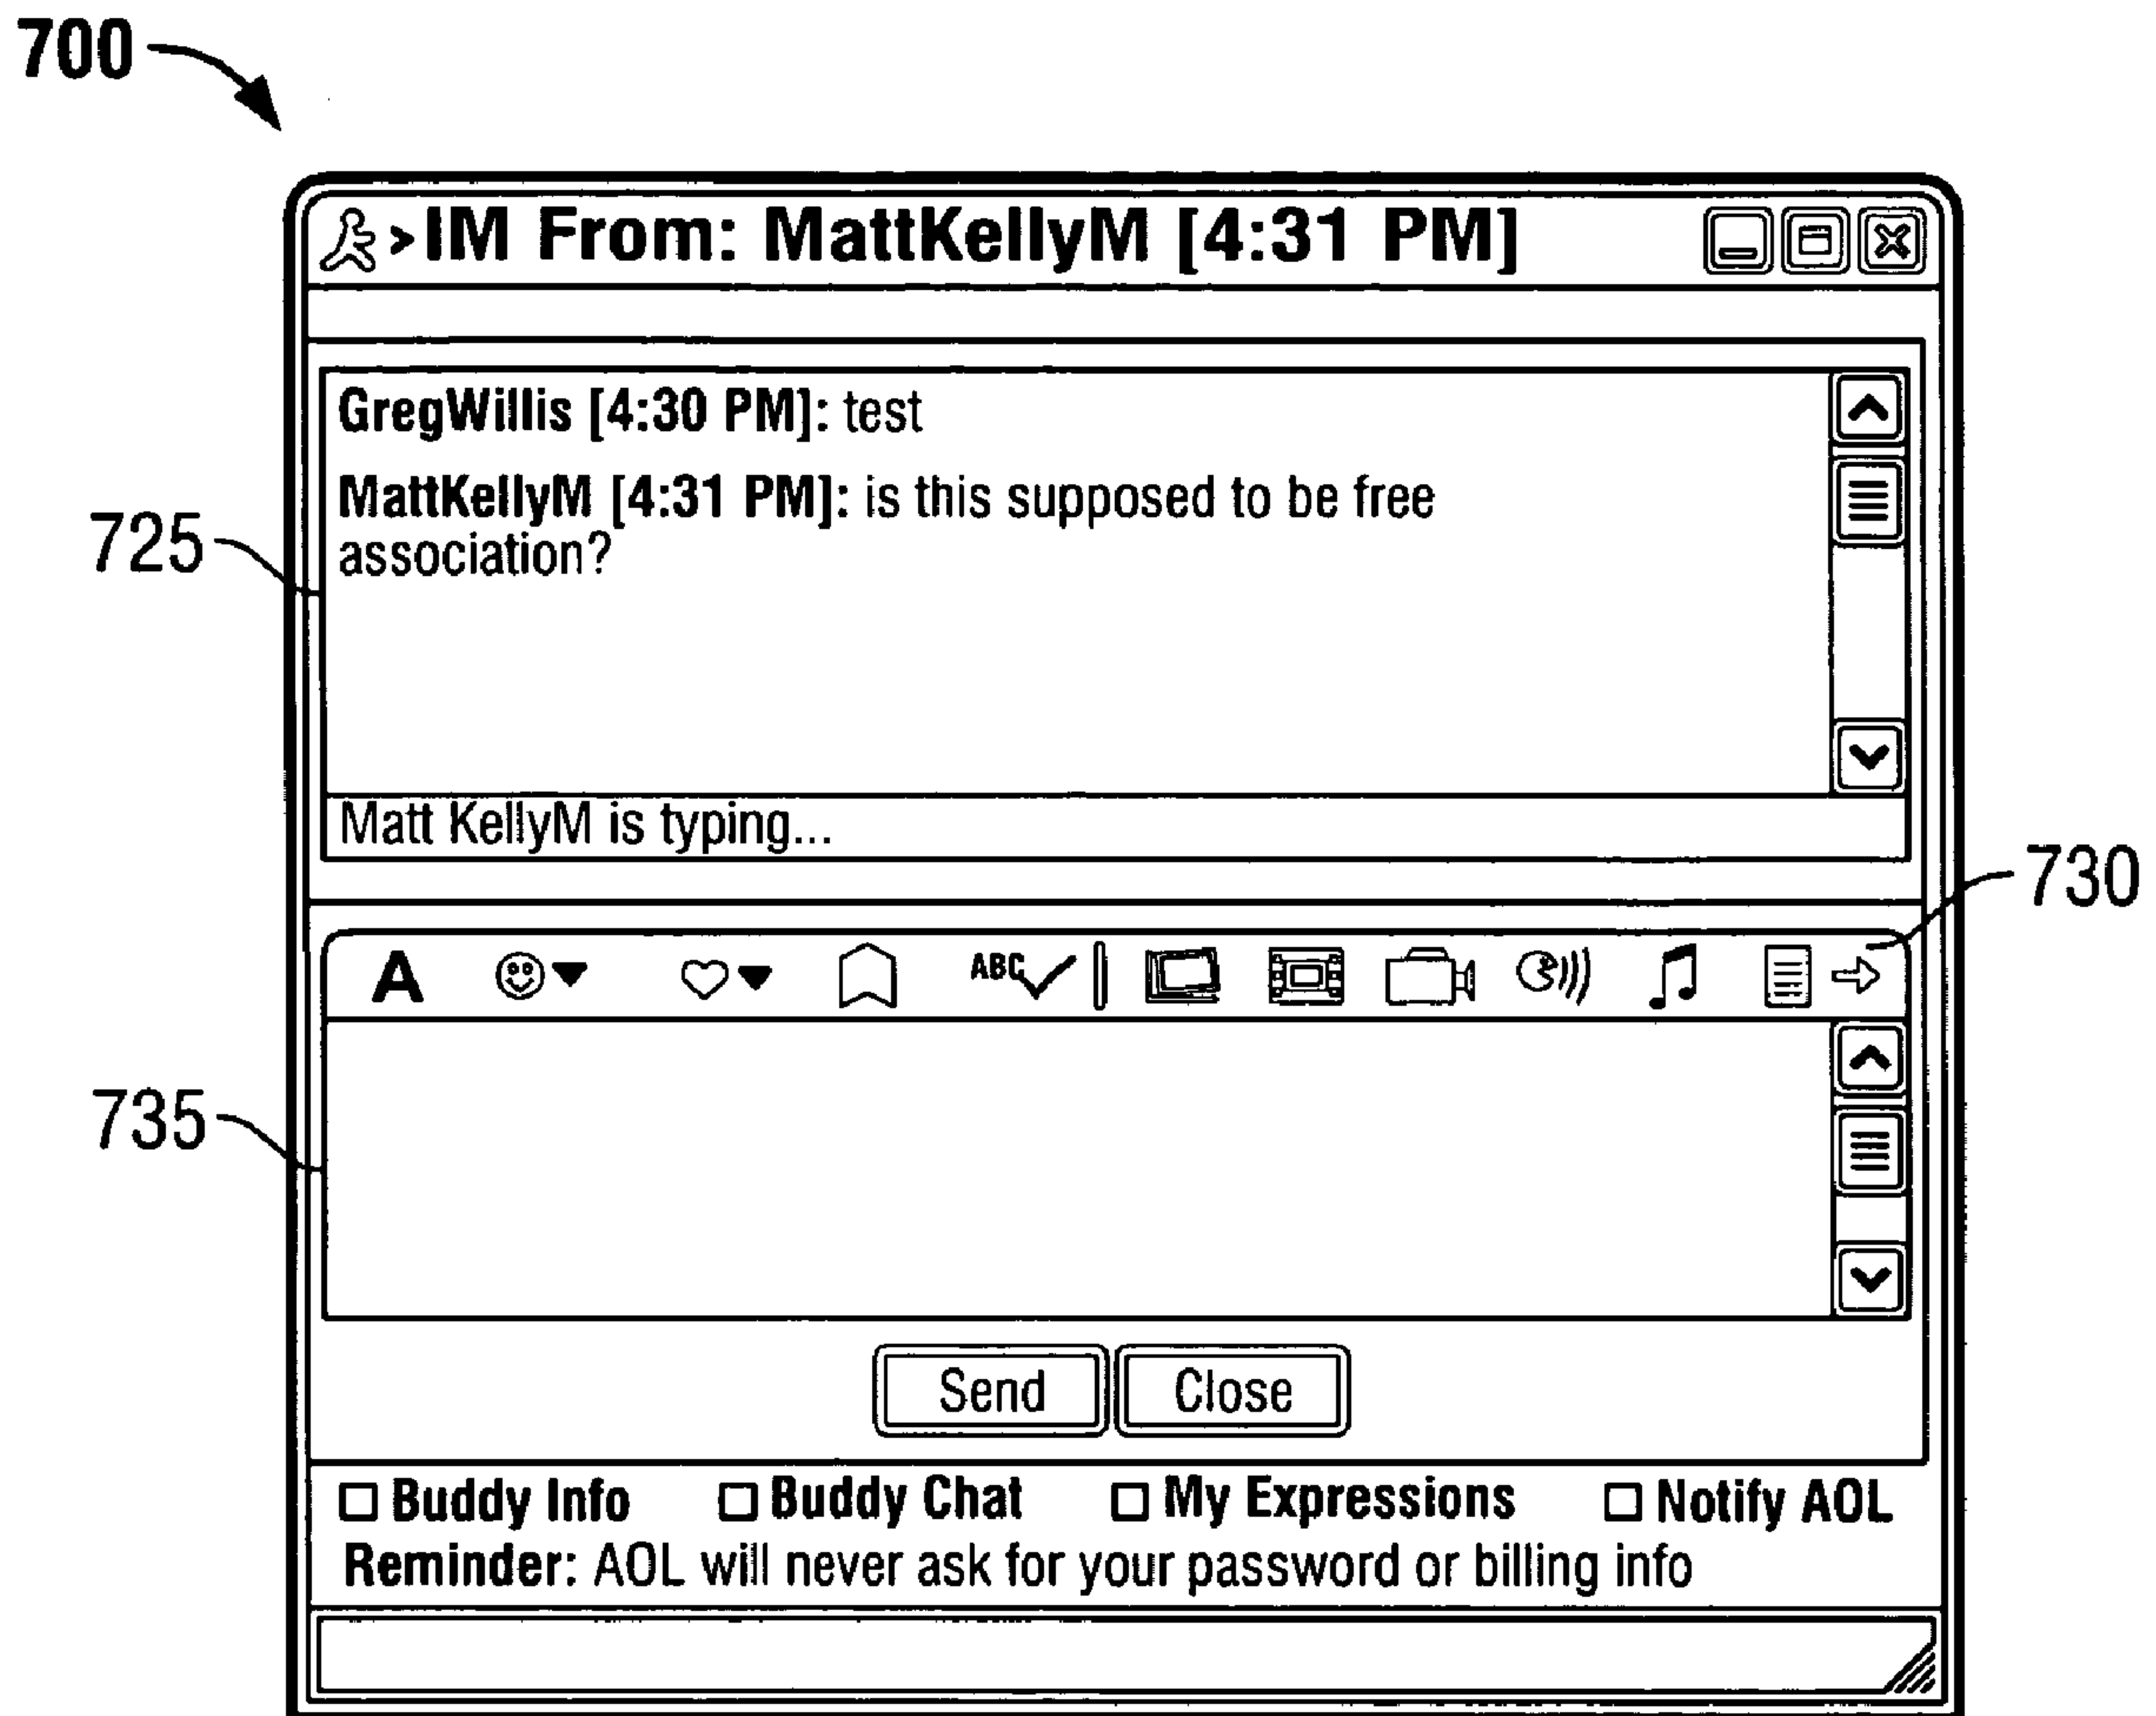 700
>IM From: MattKellyM [4:31 PM]
GregWillis [4:30 PM]: test
MattKellyM [4:31 PM]: is this supposed to be free
association?
725
Matt KellyM is typing...
730
A
ABC
735
Send Close
Buddy Info Buddy Chat My Expressions Notify AOL
Reminder: AOL will never ask for your password or billing info